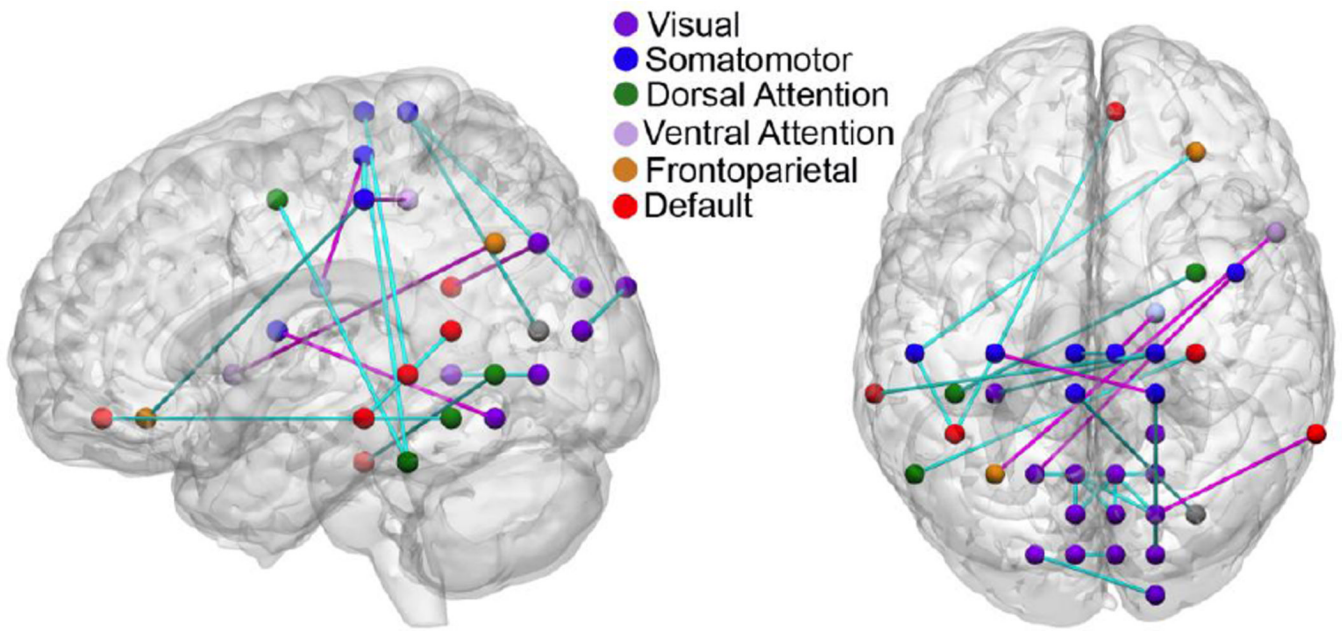 Visual
Somatomotor
Dorsal Attention
Ventral Attention
Frontoparietal
Default